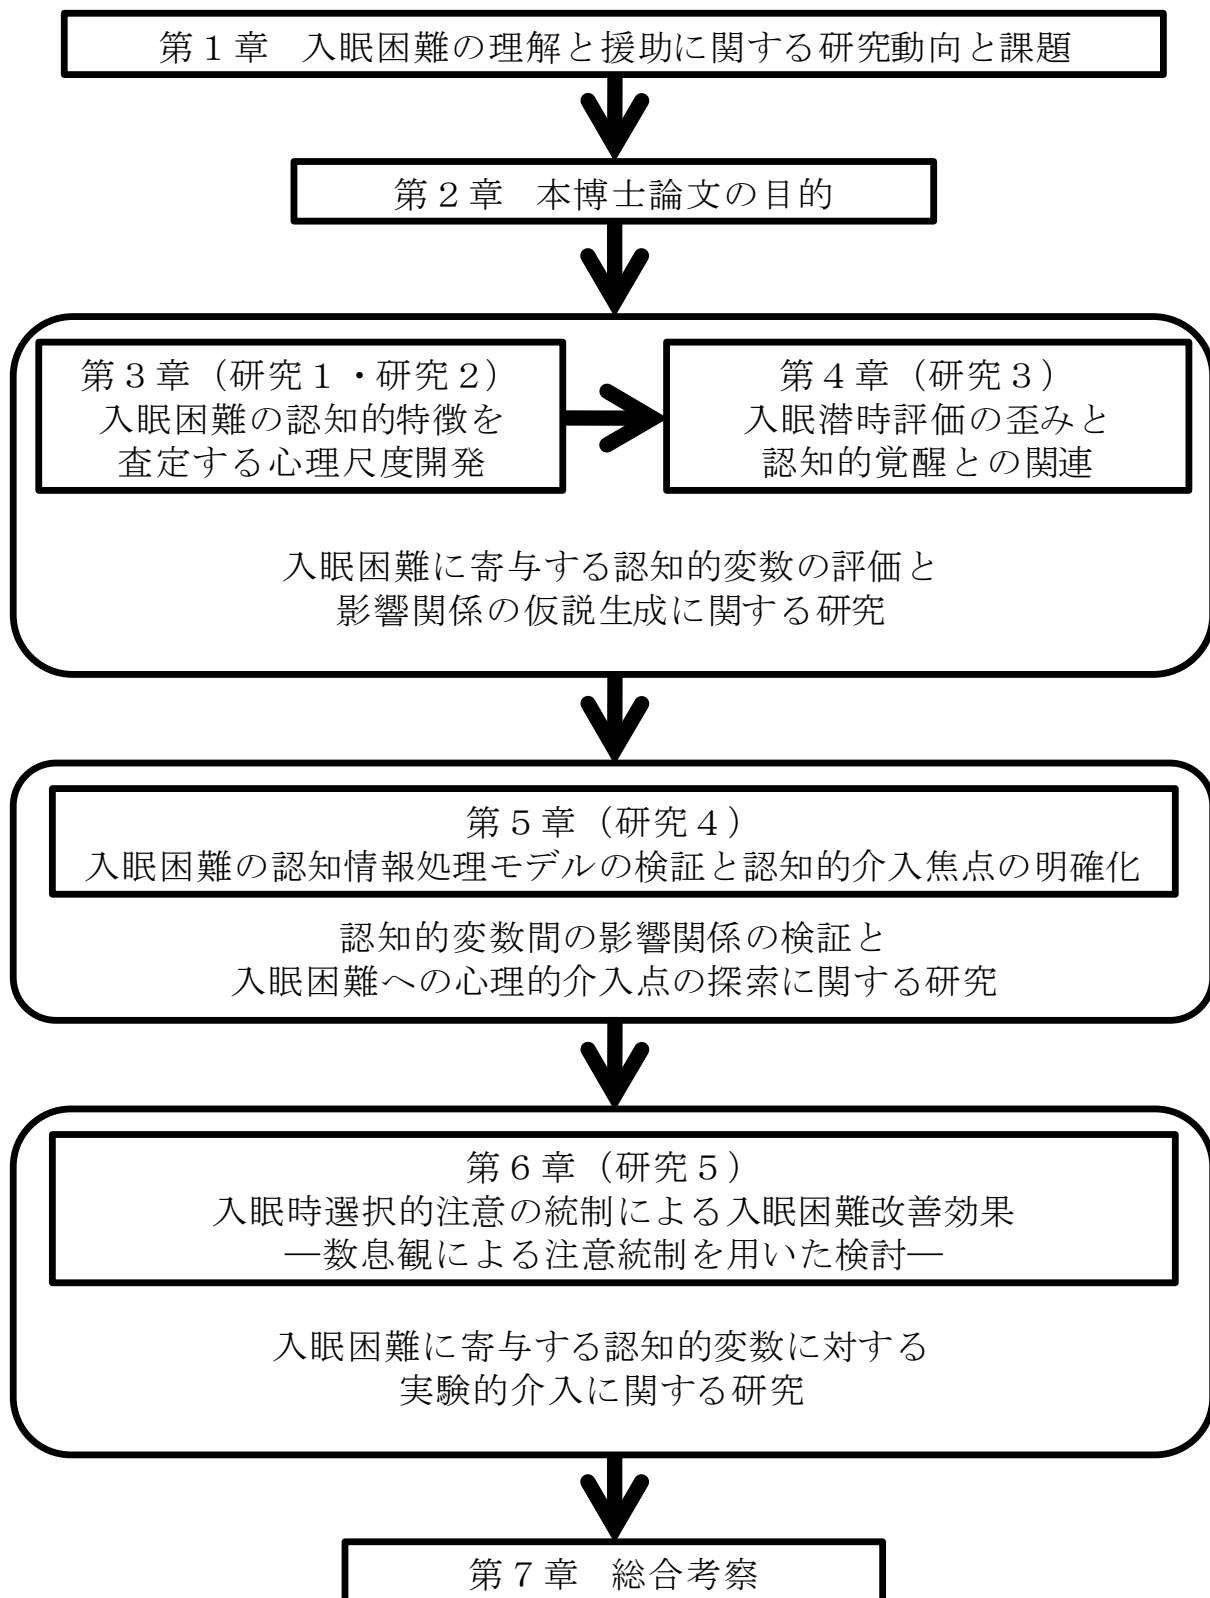 第１章　入眠困難の理解と援助に関する研究動向と課題
第２章　本博士論文の目的
第３章（研究１・研究２）
入眠困難の認知的特徴を
査定する心理尺度開発
第４章（研究３）
入眠潜時評価の歪みと
認知的覚醒との関連
入眠困難に寄与する認知的変数の評価と
影響関係の仮説生成に関する研究
第５章（研究４）
入眠困難の認知情報処理モデルの検証と認知的介入焦点の明確化
認知的変数間の影響関係の検証と
入眠困難への心理的介入点の探索に関する研究
第６章（研究５）
入眠時選択的注意の統制による入眠困難改善効果
―数息観による注意統制を用いた検討―
入眠困難に寄与する認知的変数に対する
実験的介入に関する研究
第７章　総合考察